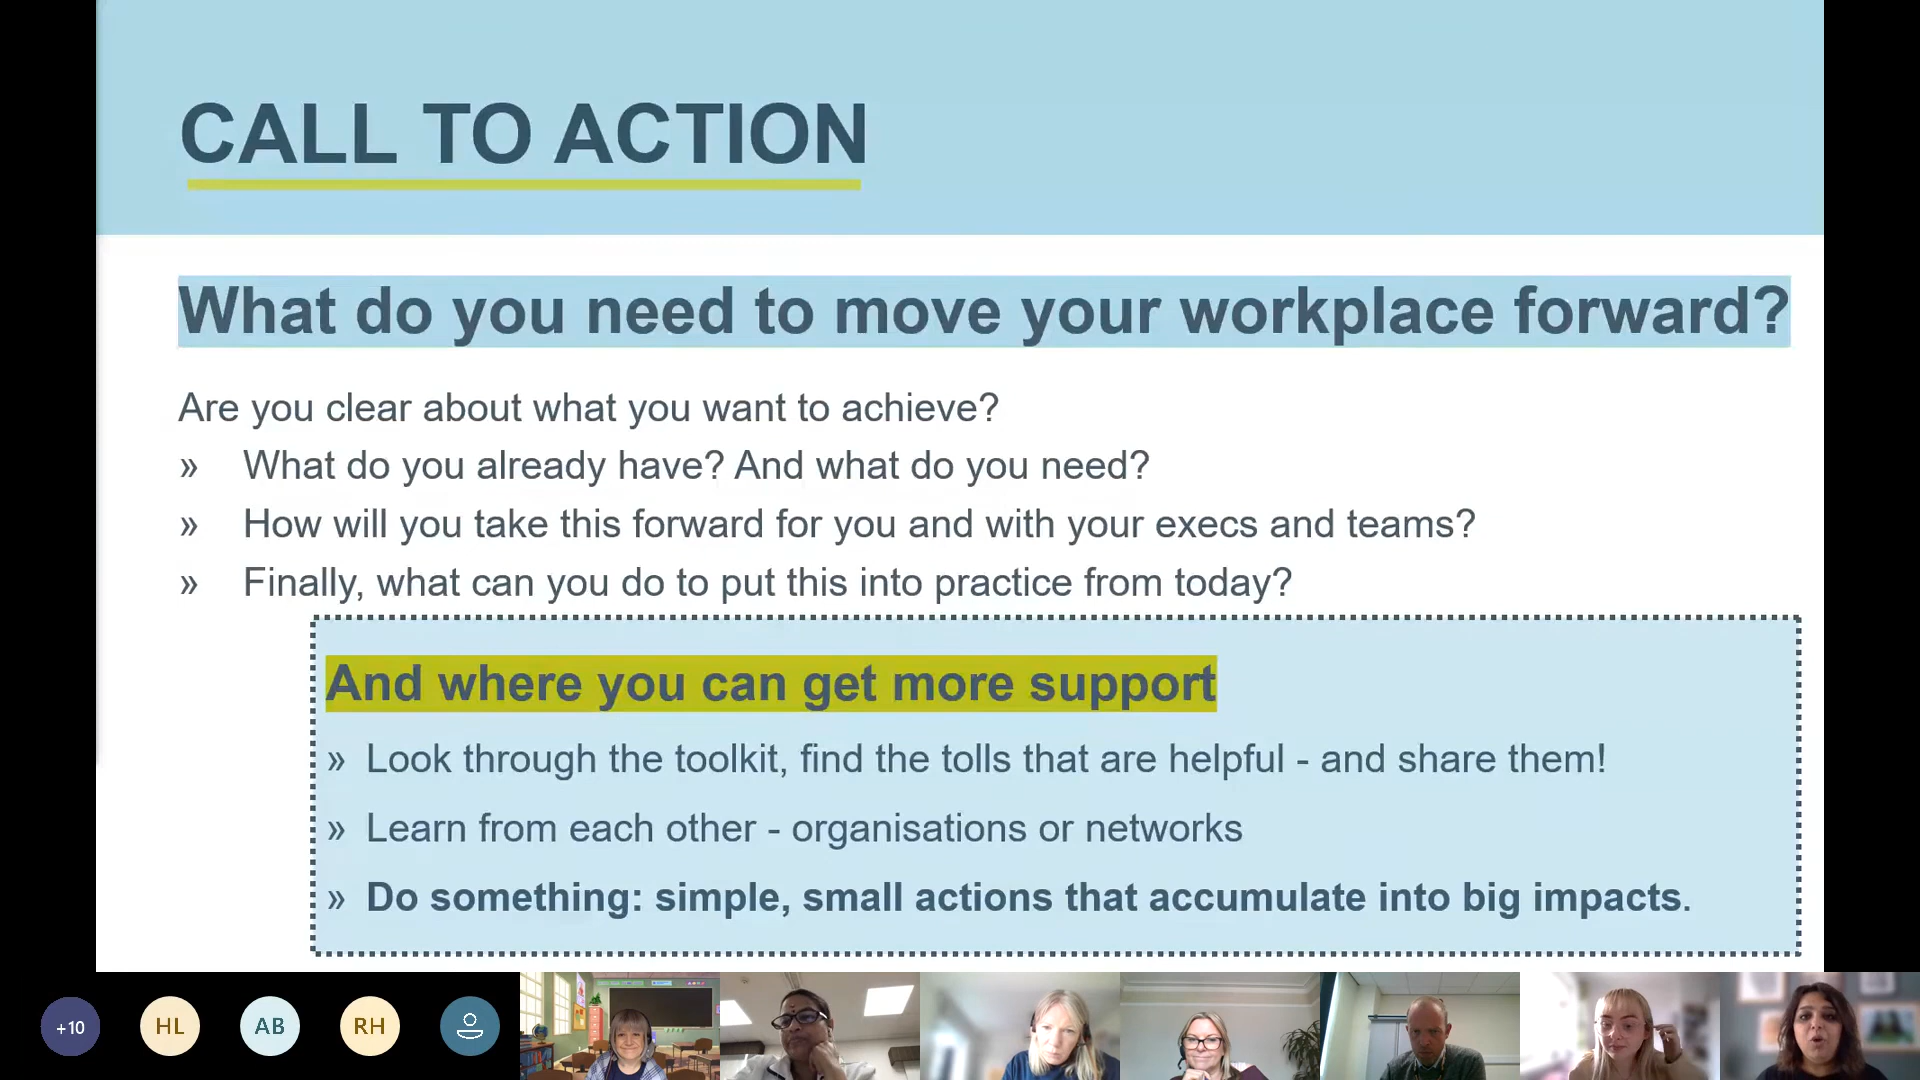 CALL TO ACTION
What do you need to move your workplace forward?
Are you clear about what you want to achieve?
» What do you already have? And what do you need?
» How will you take this forward for you and with your execs and teams?
» Finally, what can you do to put this into practice from today?
And where you can get more support
» Look through the toolkit, find the tolls that are helpful - and share them!
» Learn from each other - organisations or networks
» Do something: simple, small actions that accumulate into big impacts.
+10 HL AB RH